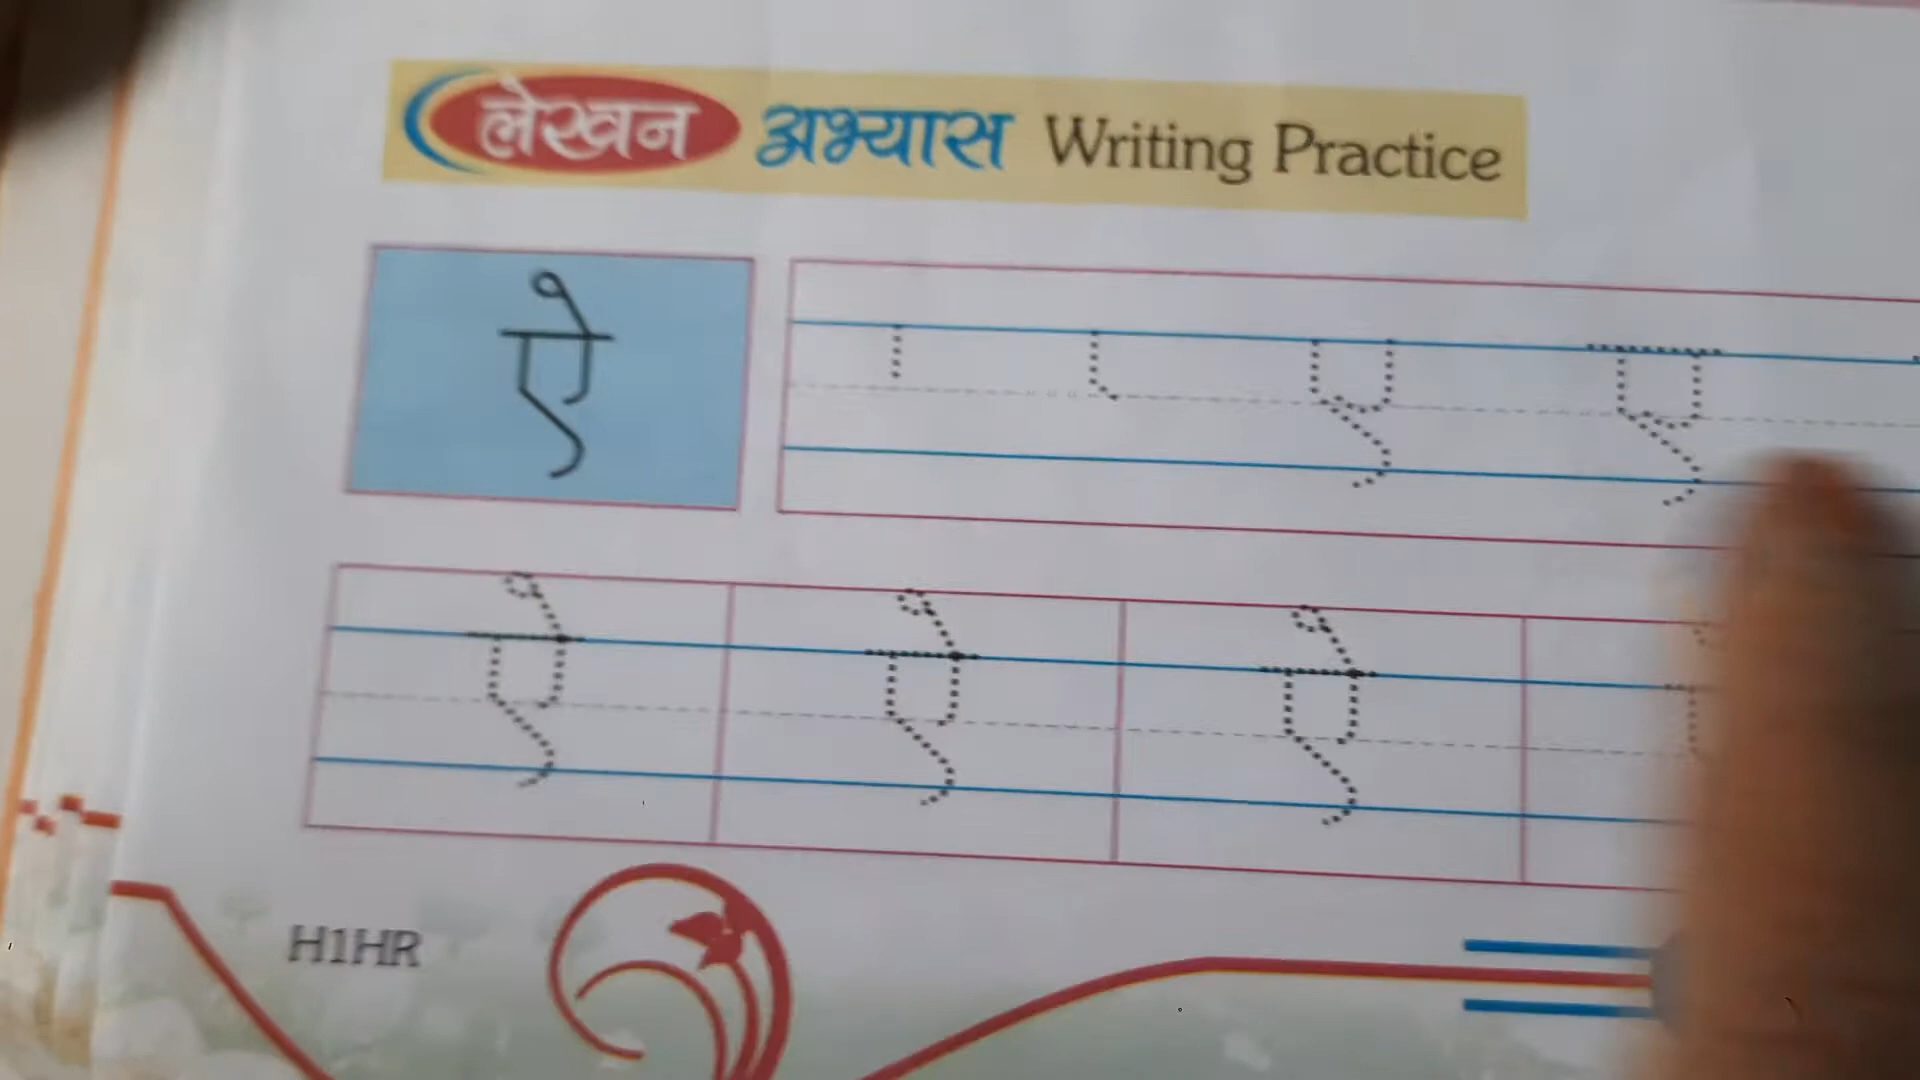 लेखन अभ्यास Writing Practice
ऐ
ए ए
ऐ ऐ ऐ
H1HR